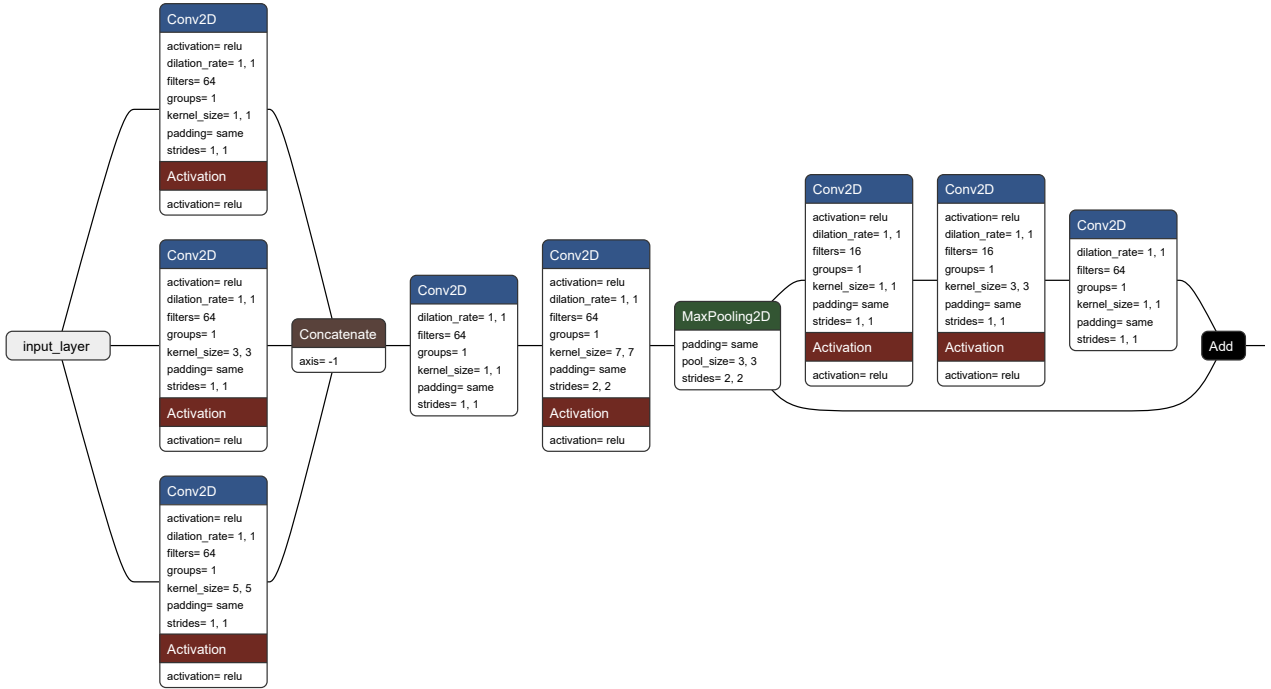 input_layer
Conv2D
activation= relu
dilation_rate= 1, 1
filters= 64
groups= 1
kernel_size= 1, 1
padding= same
strides= 1, 1
Activation
activation= relu
Conv2D
activation= relu
dilation_rate= 1, 1
filters= 64
groups= 1
kernel_size= 3, 3
padding= same
strides= 1, 1
Activation
activation= relu
Conv2D
activation= relu
dilation_rate= 1, 1
filters= 64
groups= 1
kernel_size= 5, 5
padding= same
strides= 1, 1
Activation
activation= relu
Concatenate
axis= -1
Conv2D
dilation_rate= 1, 1
filters= 64
groups= 1
kernel_size= 1, 1
padding= same
strides= 1, 1
Conv2D
activation= relu
dilation_rate= 1, 1
filters= 64
groups= 1
kernel_size= 7, 7
padding= same
strides= 2, 2
Activation
activation= relu
MaxPooling2D
padding= same
pool_size= 3, 3
strides= 2, 2
Conv2D
activation= relu
dilation_rate= 1, 1
filters= 16
groups= 1
kernel_size= 1, 1
padding= same
strides= 1, 1
Activation
activation= relu
Conv2D
activation= relu
dilation_rate= 1, 1
filters= 16
groups= 1
kernel_size= 3, 3
padding= same
strides= 1, 1
Activation
activation= relu
Conv2D
dilation_rate= 1, 1
filters= 64
groups= 1
kernel_size= 1, 1
padding= same
strides= 1, 1
Add